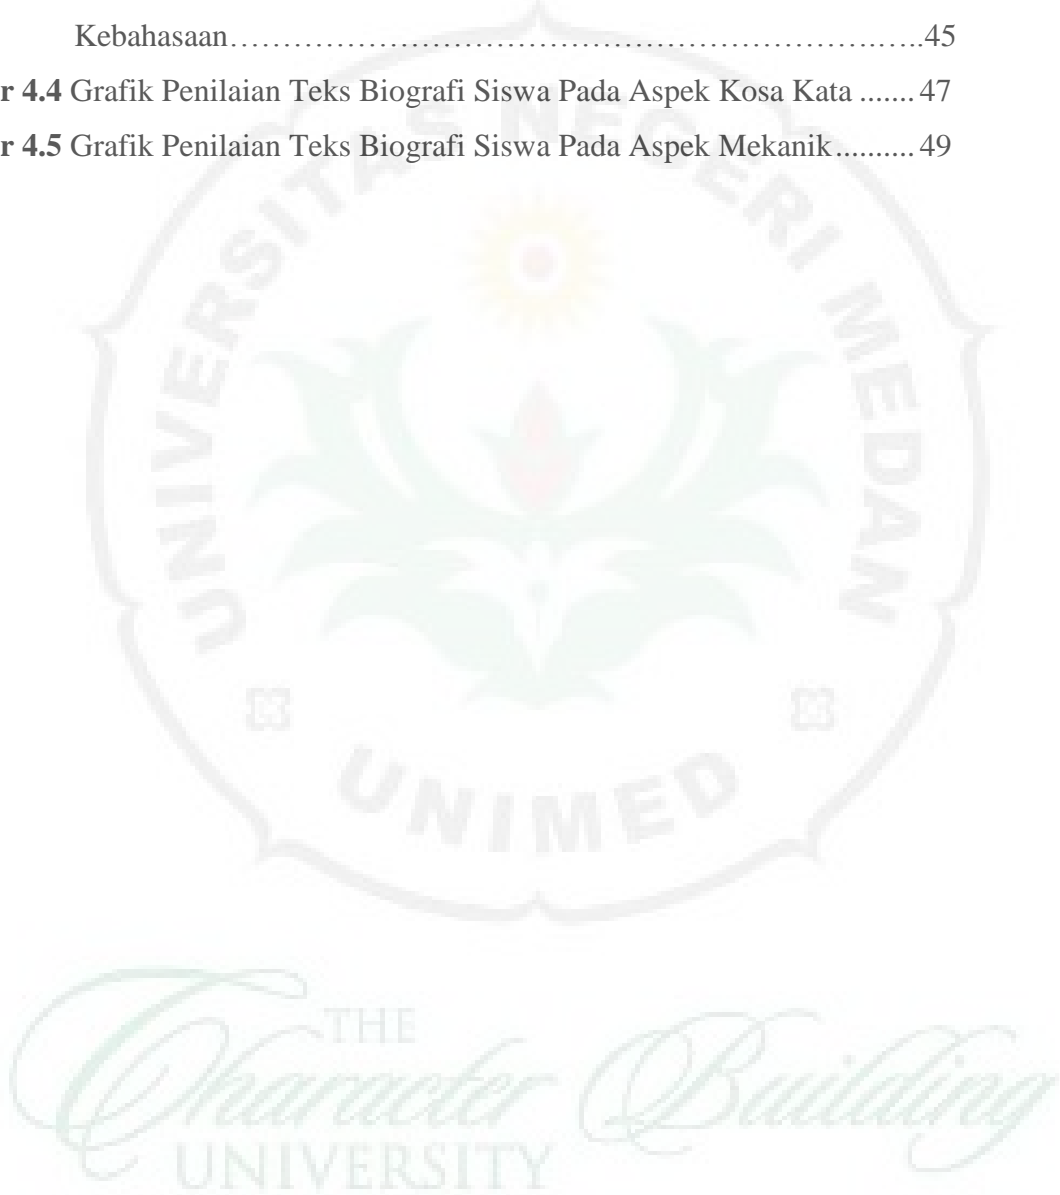 Kebahasaan……………………………………………………………..45
r 4.4 Grafik Penilaian Teks Biografi Siswa Pada Aspek Kosa Kata ....... 47
r 4.5 Grafik Penilaian Teks Biografi Siswa Pada Aspek Mekanik.......... 49
UNIVERSITAS NEGERI MEDAN
UNIMED
THE
Character Building
UNIVERSITY